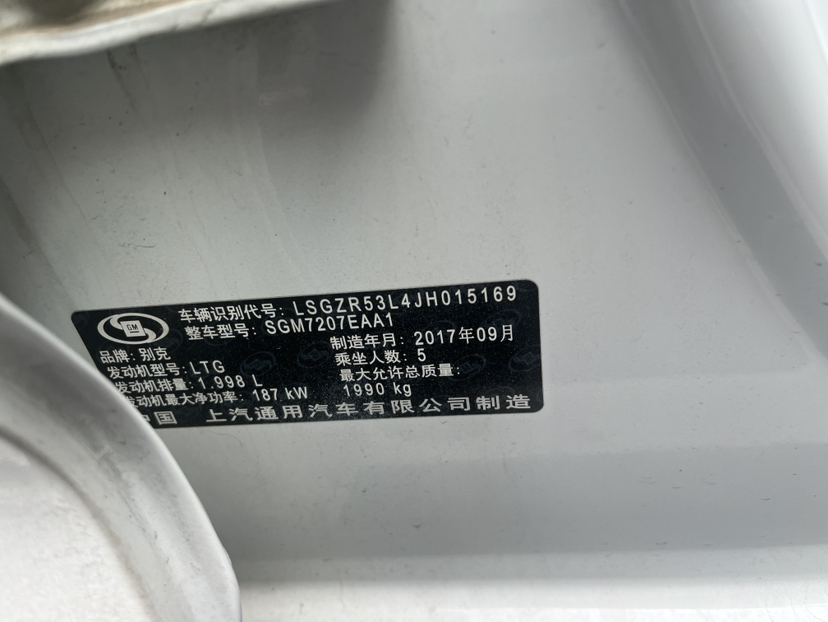 GM
车辆识别代号: LSGZR53L4JH015169
整车型号: SGM7207EAA1
品牌: 别克
制造年月: 2017年09月
发动机型号: LTG
乘坐人数: 5
发动机排量: 1.998 L
最大允许总质量:
发动机最大净功率: 187 kW
1990 kg
国 上汽通用汽车有限公司制造